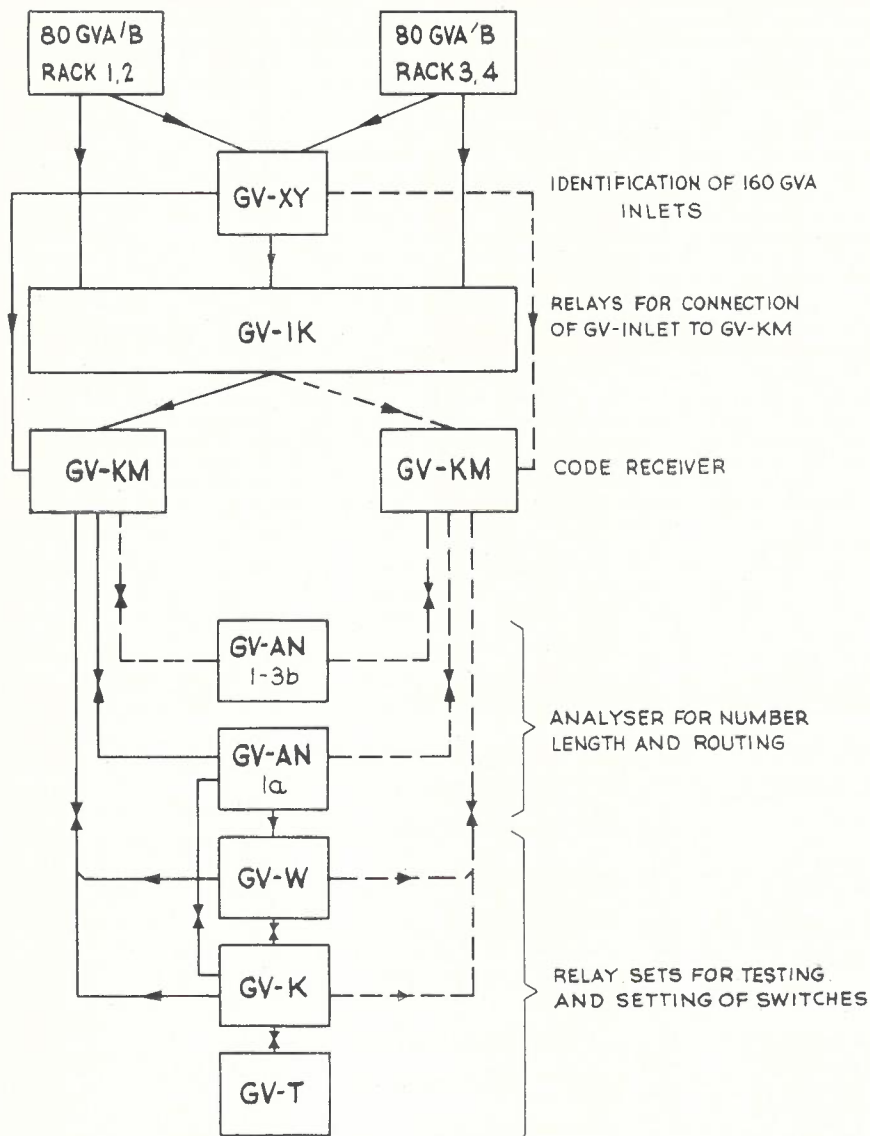 80 GVA/B
RACK 1,2
80 GVA'B
RACK 3,4
GV-XY
IDENTIFICATION OF 160 GVA
INLETS
GV-IK
RELAYS FOR CONNECTION
OF GV-INLET TO GV-KM
GV-KM
GV-KM
CODE RECEIVER
GV-AN
1-3b
GV-AN
1a
ANALYSER FOR NUMBER
LENGTH AND ROUTING
GV-W
GV-K
RELAY SETS FOR TESTING
AND SETTING OF SWITCHES
GV-T